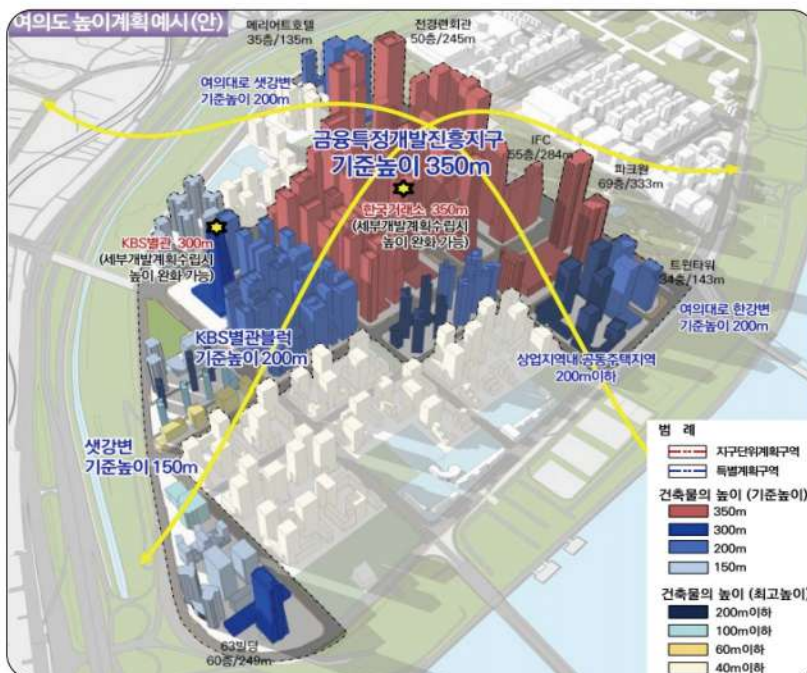 여의도 높이계획 예시(안)
메리어트호텔
35층/135m
전경련회관
50층/245m
여의대로 샛강변
기준높이 200m
금융특정개발진흥지구
기준높이 350m
IFC
55층/284m
파크원
69층/333m
한국거래소 350m
(세부개발계획수립시
높이 완화 가능)
KBS별관 300m
(세부개발계획수립시
높이 완화 가능)
트윈타워
34층/143m
여의대로 한강변
기준높이 200m
KBS별관블럭
기준높이 200m
상업지역내 공동주택지역
200m이하
샛강변
기준높이 150m
63빌딩
60층/249m
범 례
지구단위계획구역
특별계획구역
건축물의 높이 (기준높이)
350m
300m
200m
150m
건축물의 높이 (최고높이)
200m이하
100m이하
60m이하
40m이하